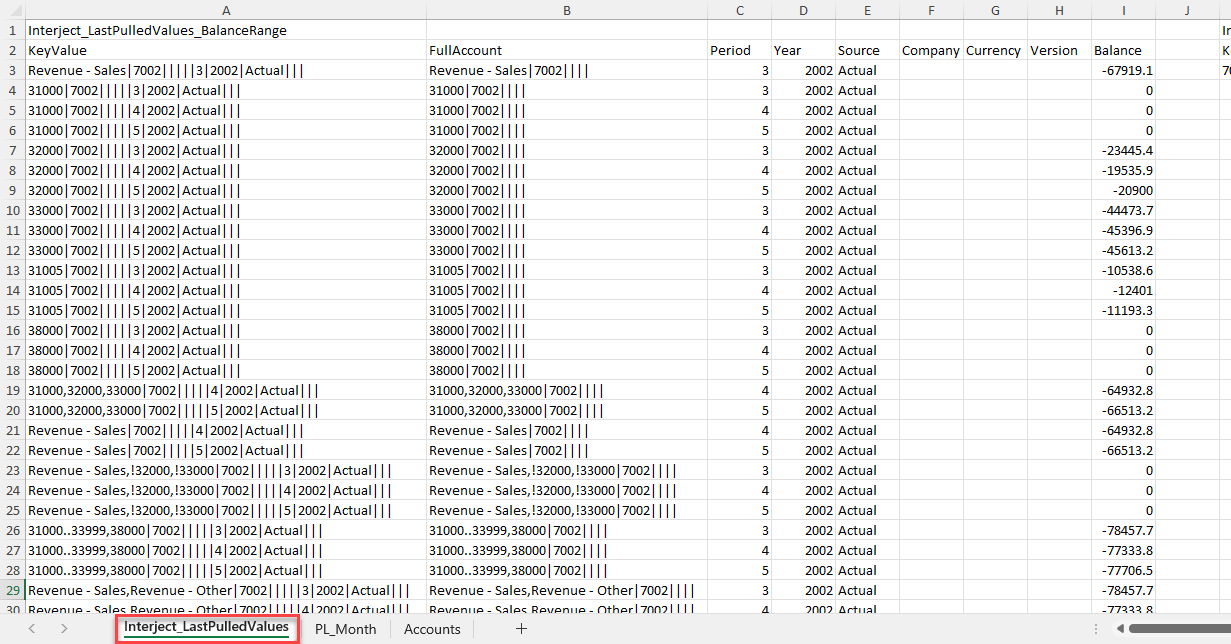 A B C D E F G H I J
1 Interject_LastPulledValues_BalanceRange In
2 KeyValue FullAccount Period Year Source Company Currency Version Balance K
3 Revenue - Sales|7002|||||3|2002|Actual||| Revenue - Sales|7002|||| 3 2002 Actual -67919.1 70
4 31000|7002|||||3|2002|Actual||| 31000|7002|||| 3 2002 Actual 0
5 31000|7002|||||4|2002|Actual||| 31000|7002|||| 4 2002 Actual 0
6 31000|7002|||||5|2002|Actual||| 31000|7002|||| 5 2002 Actual 0
7 32000|7002|||||3|2002|Actual||| 32000|7002|||| 3 2002 Actual -23445.4
8 32000|7002|||||4|2002|Actual||| 32000|7002|||| 4 2002 Actual -19535.9
9 32000|7002|||||5|2002|Actual||| 32000|7002|||| 5 2002 Actual -20900
10 33000|7002|||||3|2002|Actual||| 33000|7002|||| 3 2002 Actual -44473.7
11 33000|7002|||||4|2002|Actual||| 33000|7002|||| 4 2002 Actual -45396.9
12 33000|7002|||||5|2002|Actual||| 33000|7002|||| 5 2002 Actual -45613.2
13 31005|7002|||||3|2002|Actual||| 31005|7002|||| 3 2002 Actual -10538.6
14 31005|7002|||||4|2002|Actual||| 31005|7002|||| 4 2002 Actual -12401
15 31005|7002|||||5|2002|Actual||| 31005|7002|||| 5 2002 Actual -11193.3
16 38000|7002|||||3|2002|Actual||| 38000|7002|||| 3 2002 Actual 0
17 38000|7002|||||4|2002|Actual||| 38000|7002|||| 4 2002 Actual 0
18 38000|7002|||||5|2002|Actual||| 38000|7002|||| 5 2002 Actual 0
19 31000,32000,33000|7002|||||4|2002|Actual||| 31000,32000,33000|7002|||| 4 2002 Actual -64932.8
20 31000,32000,33000|7002|||||5|2002|Actual||| 31000,32000,33000|7002|||| 5 2002 Actual -66513.2
21 Revenue - Sales|7002|||||4|2002|Actual||| Revenue - Sales|7002|||| 4 2002 Actual -64932.8
22 Revenue - Sales|7002|||||5|2002|Actual||| Revenue - Sales|7002|||| 5 2002 Actual -66513.2
23 Revenue - Sales,!32000,!33000|7002|||||3|2002|Actual||| Revenue - Sales,!32000,!33000|7002|||| 3 2002 Actual 0
24 Revenue - Sales,!32000,!33000|7002|||||4|2002|Actual||| Revenue - Sales,!32000,!33000|7002|||| 4 2002 Actual 0
25 Revenue - Sales,!32000,!33000|7002|||||5|2002|Actual||| Revenue - Sales,!32000,!33000|7002|||| 5 2002 Actual 0
26 31000..33999,38000|7002|||||3|2002|Actual||| 31000..33999,38000|7002|||| 3 2002 Actual -78457.7
27 31000..33999,38000|7002|||||4|2002|Actual||| 31000..33999,38000|7002|||| 4 2002 Actual -77333.8
28 31000..33999,38000|7002|||||5|2002|Actual||| 31000..33999,38000|7002|||| 5 2002 Actual -77706.5
29 Revenue - Sales,Revenue - Other|7002|||||3|2002|Actual||| Revenue - Sales,Revenue - Other|7002|||| 3 2002 Actual -78457.7
30 Revenue - Sales,Revenue - Other|7002|||||4|2002|Actual||| Revenue - Sales,Revenue - Other|7002|||| 4 2002 Actual -77333.8
Interject_LastPulledValues PL_Month Accounts